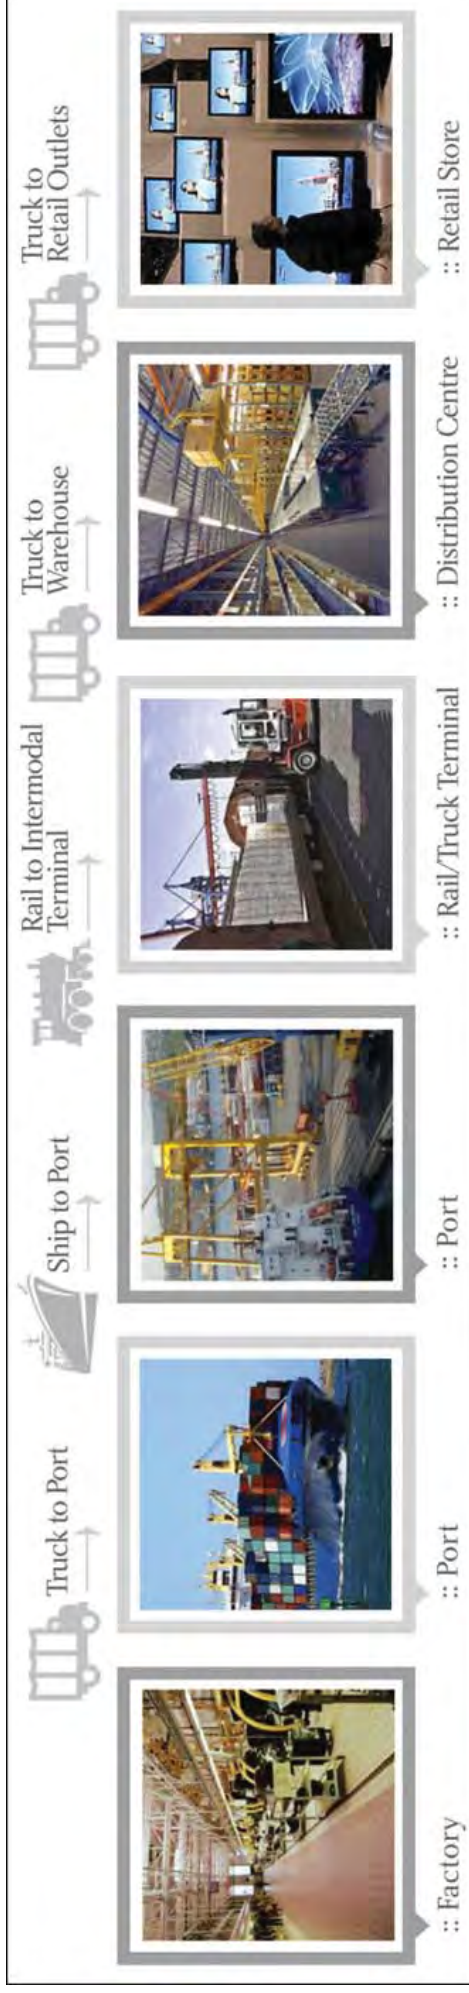 Truck to Port
Ship to Port
Rail to Intermodal
Terminal
Truck to
Warehouse
Truck to
Retail Outlets
:: Factory
:: Port
:: Port
:: Rail/Truck Terminal
:: Distribution Centre
:: Retail Store